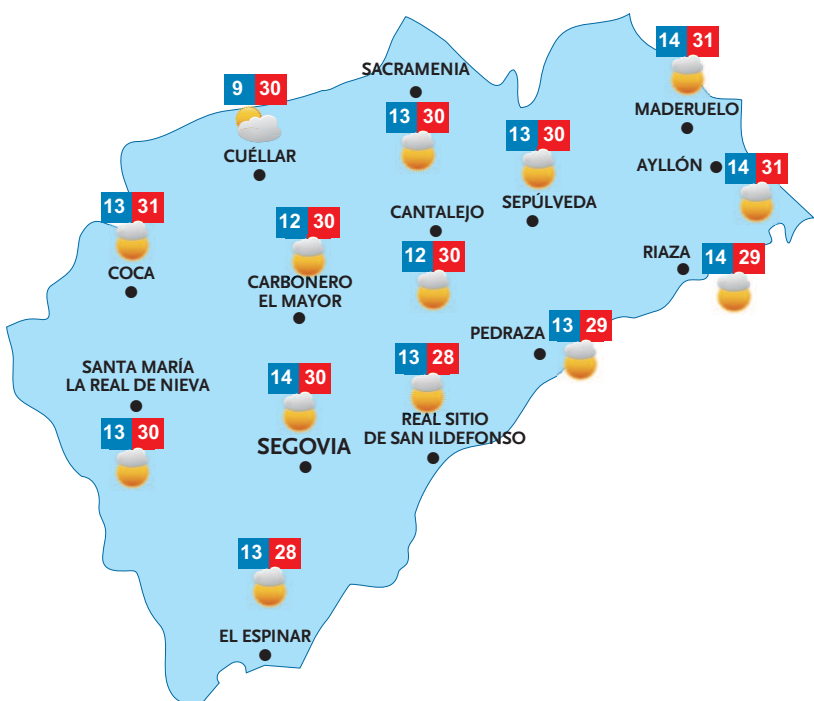 14 31
MADERUELO
SACRAMENIA
13 30
9 30
CUÉLLAR
13 30
SEPÚLVEDA
AYLLÓN
14 31
13 31
COCA
12 30
CARBONERO
EL MAYOR
CANTALEJO
12 30
RIAZA
14 29
PEDRAZA
13 29
SANTA MARÍA
LA REAL DE NIEVA
13 30
14 30
SEGOVIA
13 28
REAL SITIO
DE SAN ILDEFONSO
13 28
EL ESPINAR